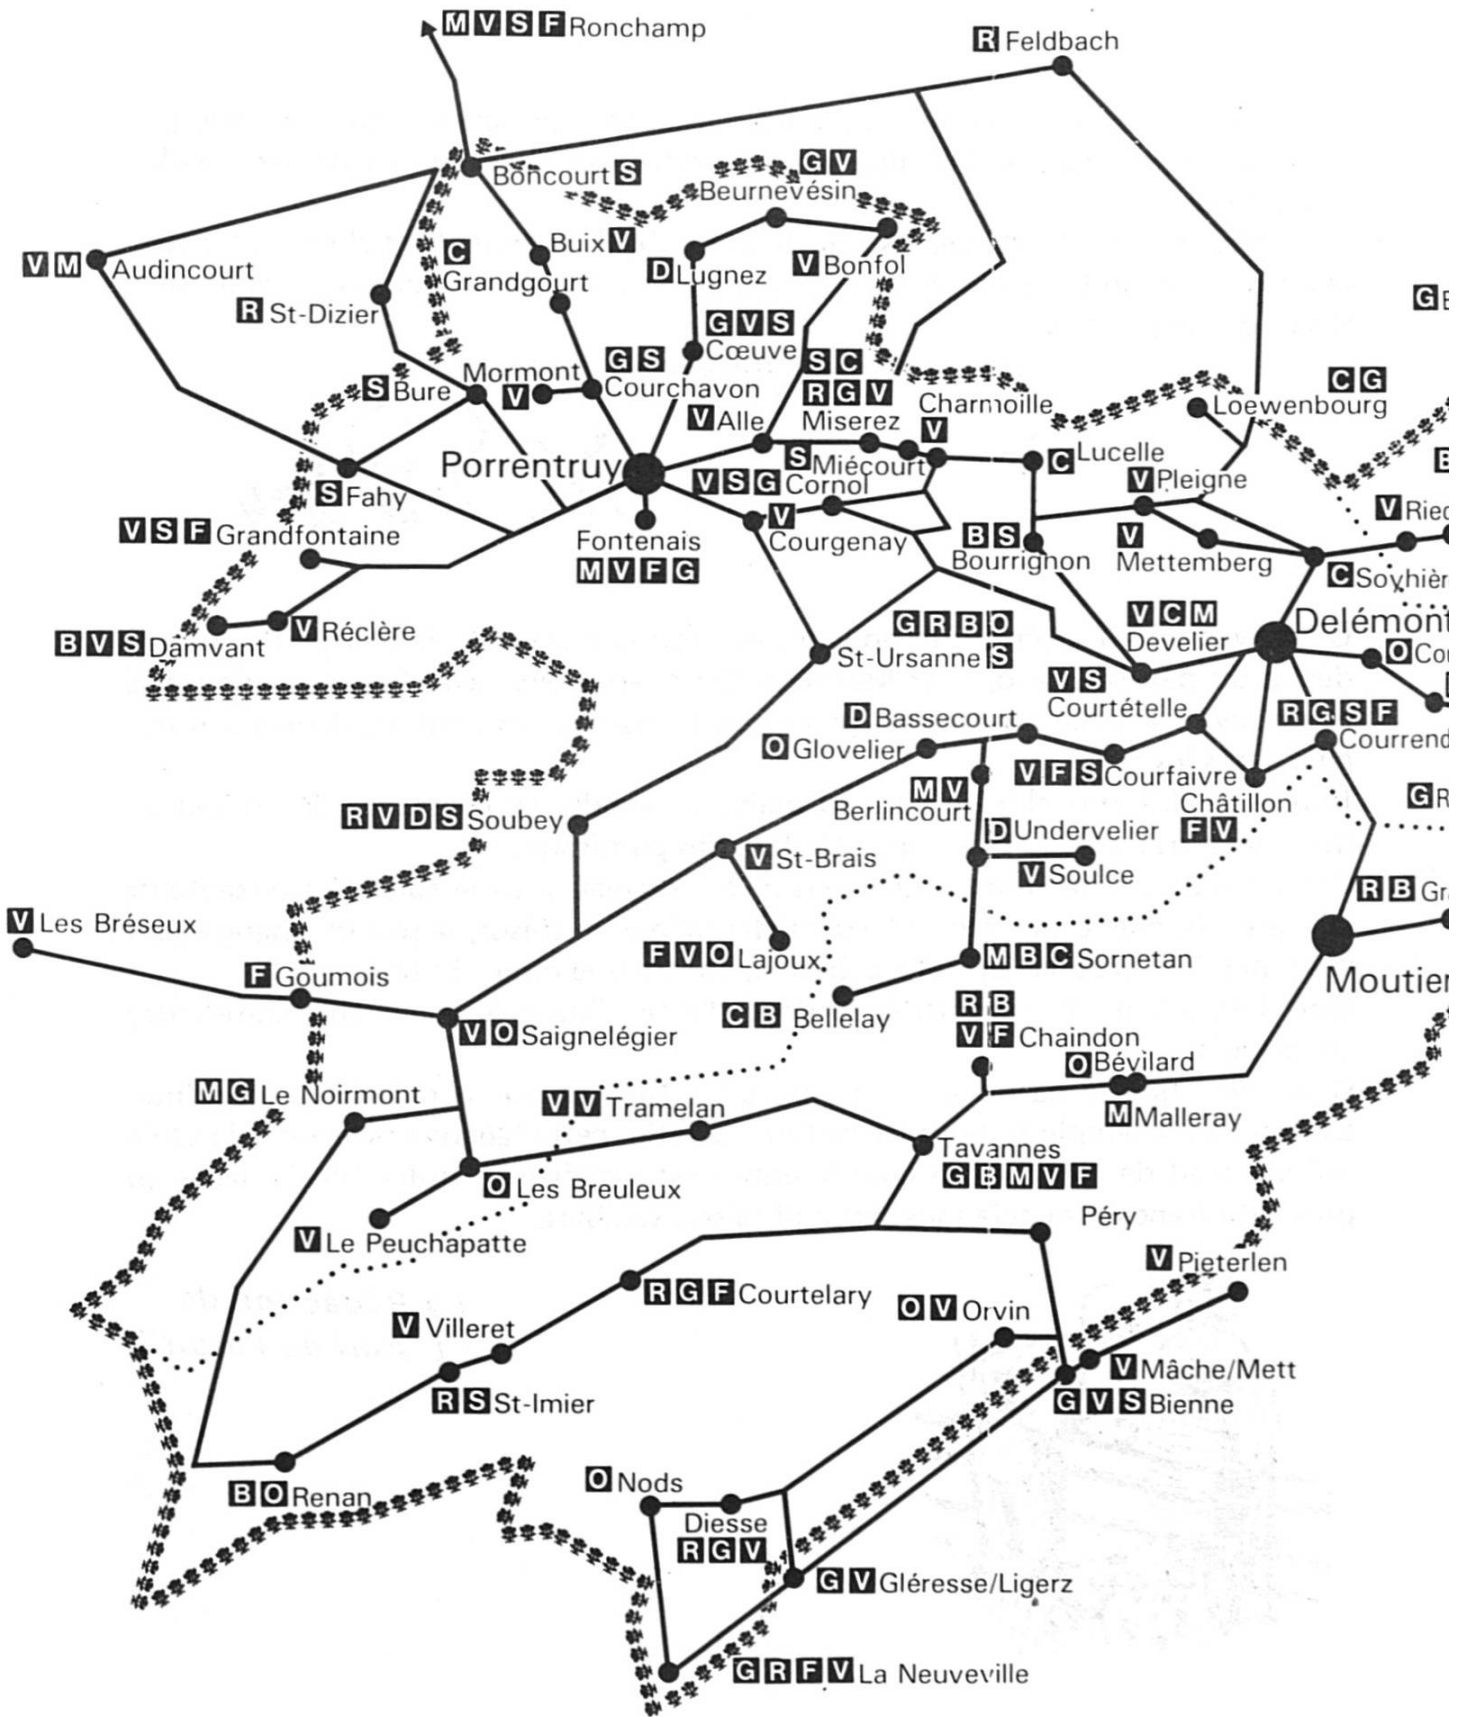 M V S F Ronchamp
R Feldbach
Boncourt S
G V
Beurnevésin
Buix V
C
Grandgourt
D Lugnez
V Bonfol
V M Audincourt
R St-Dizier
G V S
Cœuve
G S
Courchavon
Mormont
V
S Bure
S C
R G V
Miserez
C G
Loewenbourg
Charmoille
V
V Alle
Porrentruy
S Miécourt
C Lucelle
V S G Cornol
V Pleigne
S Fahy
V
Courgenay
V S F Grandfontaine
Fontenais
M V F G
B S
Bourrignon
V
Mettemberg
V
C
Delémont
V C M
Develier
V Réclère
B V S Damvant
G R B O
St-Ursanne S
O
V S
Courtételle
R G S F
D Bassecourt
O Glovelier
V F S Courfaivre
Châtillon
F V
M V
Berlincourt
R V D S Soubey
D Undervelier
V St-Brais
V Soulce
R B
V Les Bréseux
F Goumois
F V O Lajoux
M B C Sornetan
Moutier
C B Bellelay
V O Saignelégier
R B
V F Chaindon
O Bévilard
M Malleray
M G Le Noirmont
V V Tramelan
Tavannes
G B M V F
O Les Breuleux
Péry
V Le Peuchapatte
V Pieterlen
R G F Courtelary
O V Orvin
V Villeret
V Mâche/Mett
R S St-Imier
G V S Bienne
B O Renan
O Nods
Diesse
R G V
G V Gléresse/Ligerz
G R F V La Neuveville